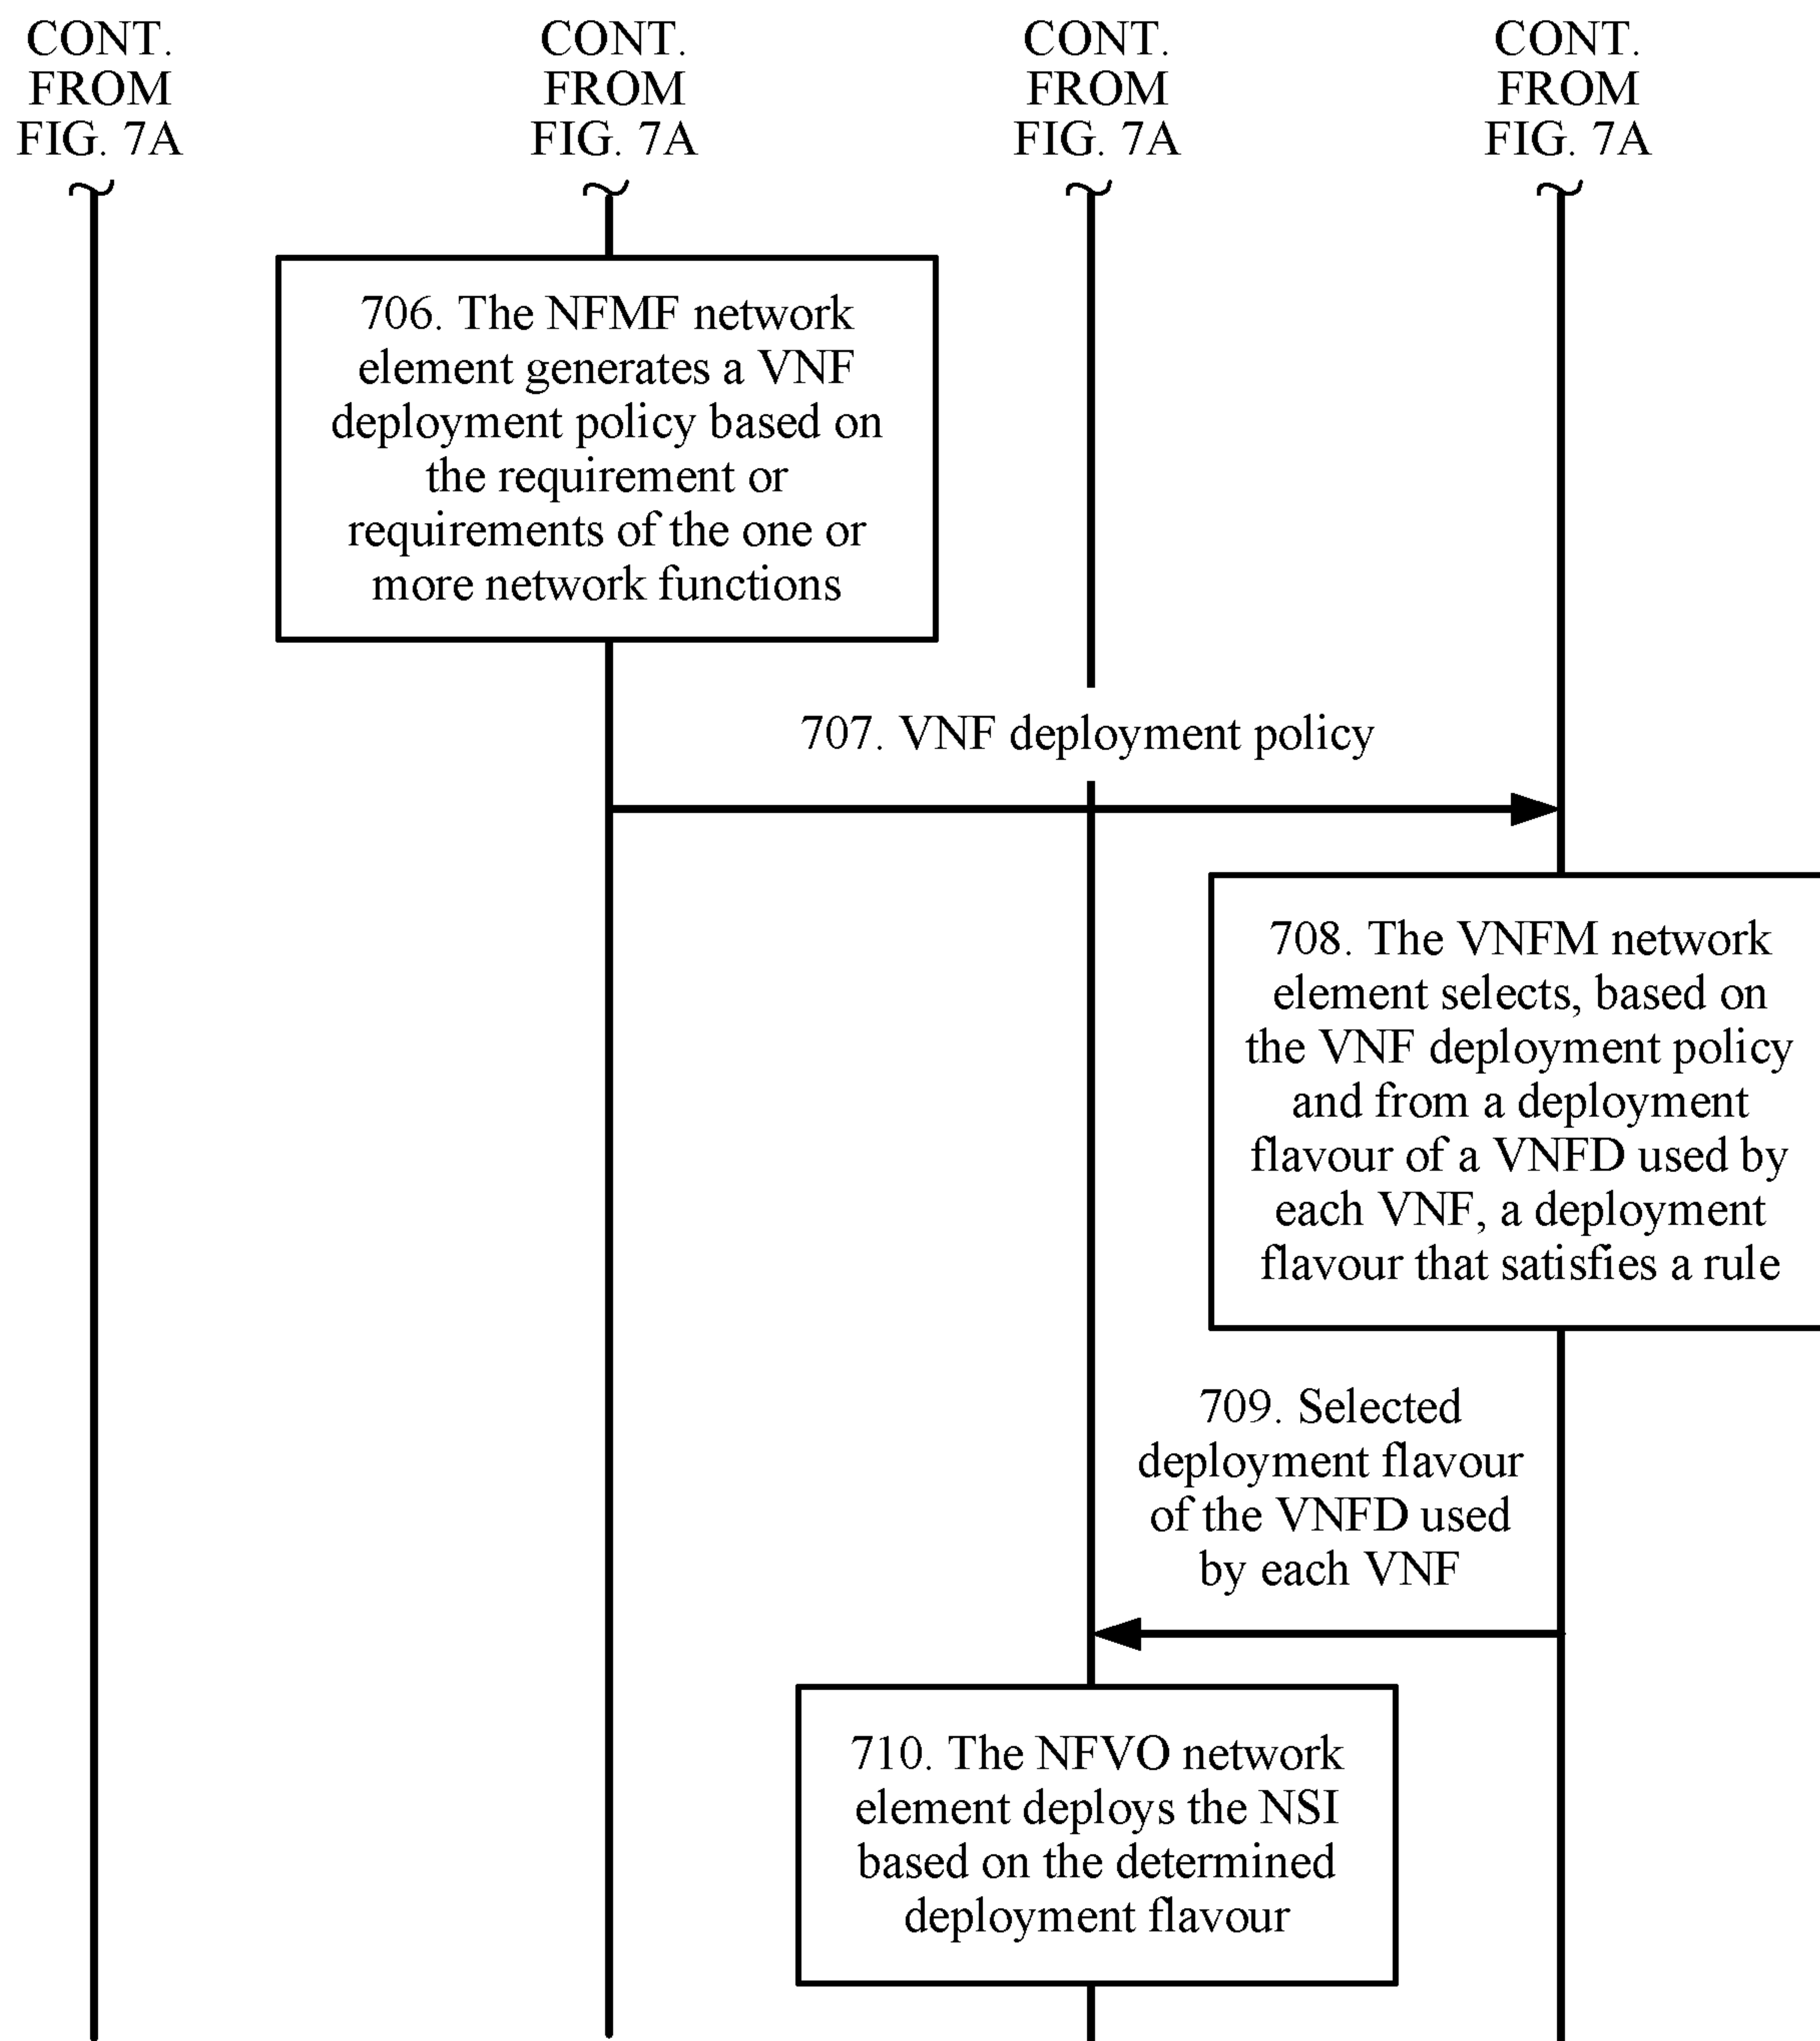 CONT.
FROM
FIG. 7A
CONT.
FROM
FIG. 7A
CONT.
FROM
FIG. 7A
CONT.
FROM
FIG. 7A
706. The NFMF network
element generates a VNF
deployment policy based on
the requirement or
requirements of the one or
more network functions
707. VNF deployment policy
708. The VNFM network
element selects, based on
the VNF deployment policy
and from a deployment
flavour of a VNFD used by
each VNF, a deployment
flavour that satisfies a rule
709. Selected
deployment flavour
of the VNFD used
by each VNF
710. The NFVO network
element deploys the NSI
based on the determined
deployment flavour